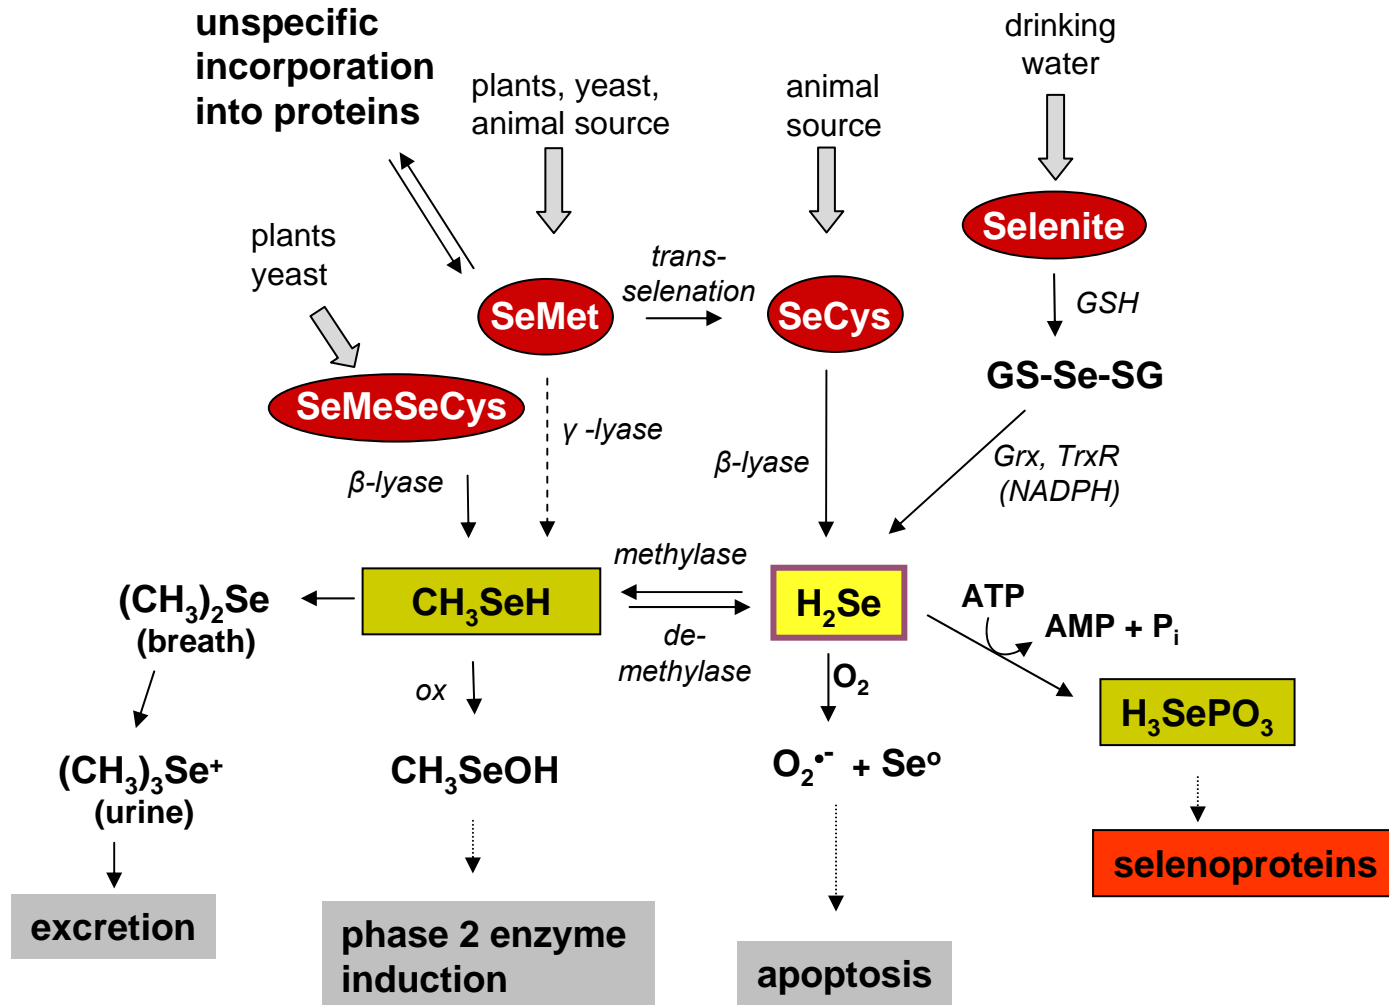 unspecific
incorporation
into proteins
plants, yeast,
animal source
animal
source
drinking
water
plants
yeast
Selenite
trans-
selenation
SeMet
SeCys
GSH
GS-Se-SG
SeMeSeCys
γ -lyase
β-lyase
β-lyase
Grx, TrxR
(NADPH)
methylase
(CH₃)₂Se
(breath)
CH₃SeH
H₂Se
ATP
AMP + Pᵢ
de-
methylase
ox
O₂
H₃SePO₃
(CH₃)₃Se⁺
(urine)
CH₃SeOH
O₂•⁻ + Seº
selenoproteins
excretion
phase 2 enzyme
induction
apoptosis